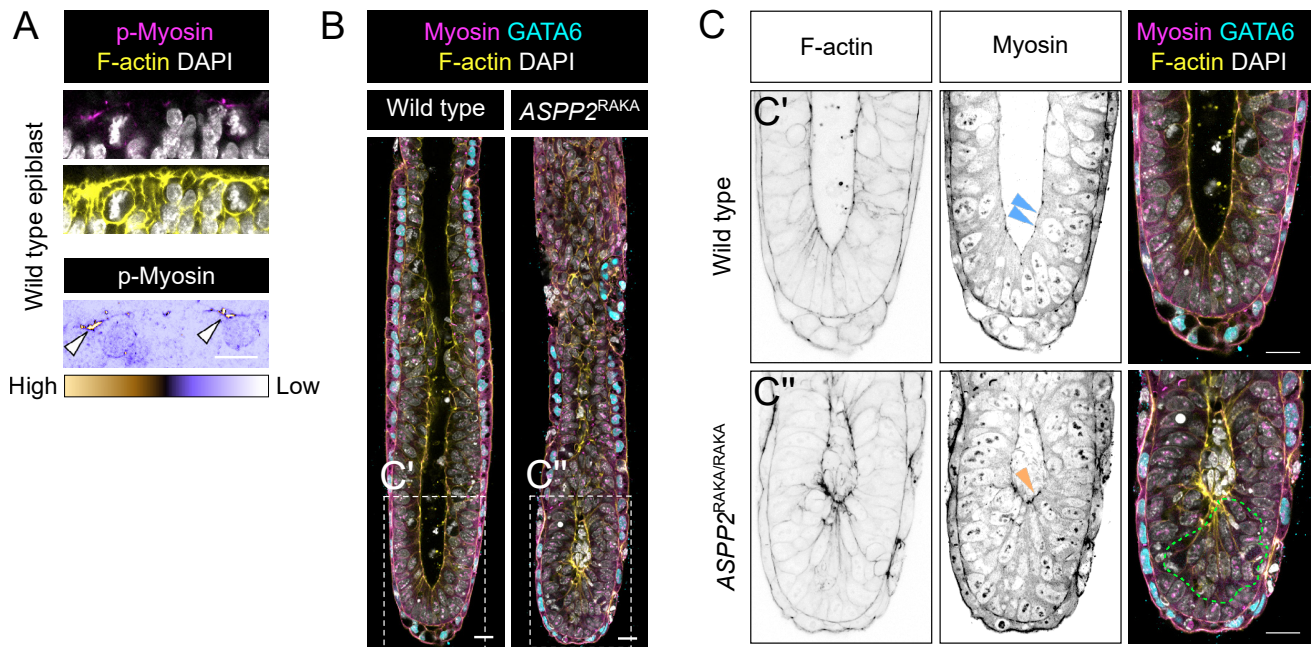 A
p-Myosin
F-actin DAPI
Wild type epiblast
p-Myosin
High
Low
B
Myosin GATA6
F-actin DAPI
Wild type
ASPP2RAKA
C'
C''
C
F-actin
Myosin
Myosin GATA6
F-actin DAPI
Wild type
C'
ASPP2RAKA/RAKA
C''